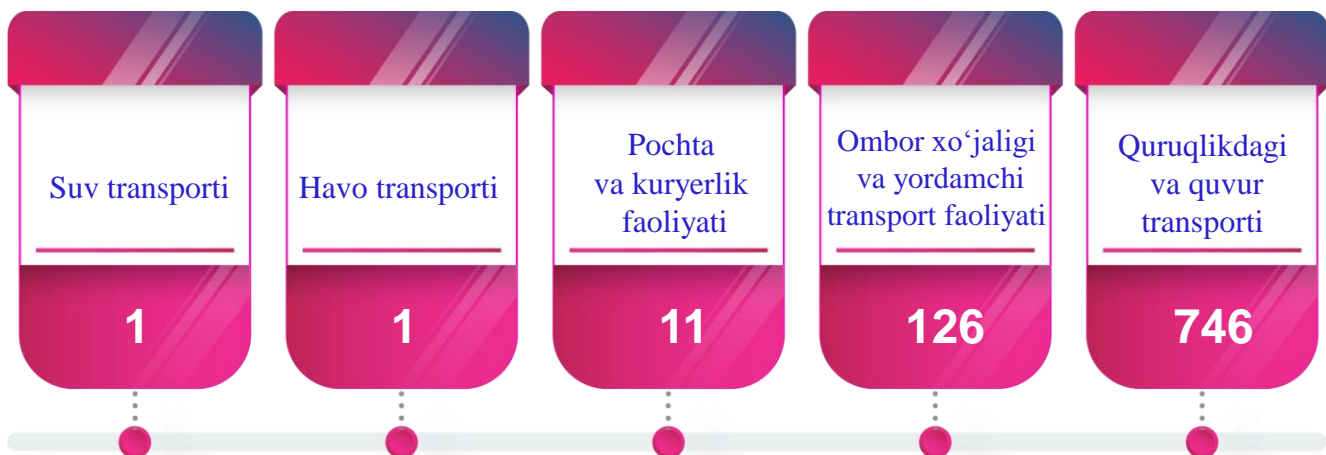 Suv transporti
1
Havo transporti
1
Pochta
va kuryerlik
faoliyati
11
Ombor xo‘jaligi
va yordamchi
transport faoliyati
126
Quruqlikdagi
va quvur
transporti
746